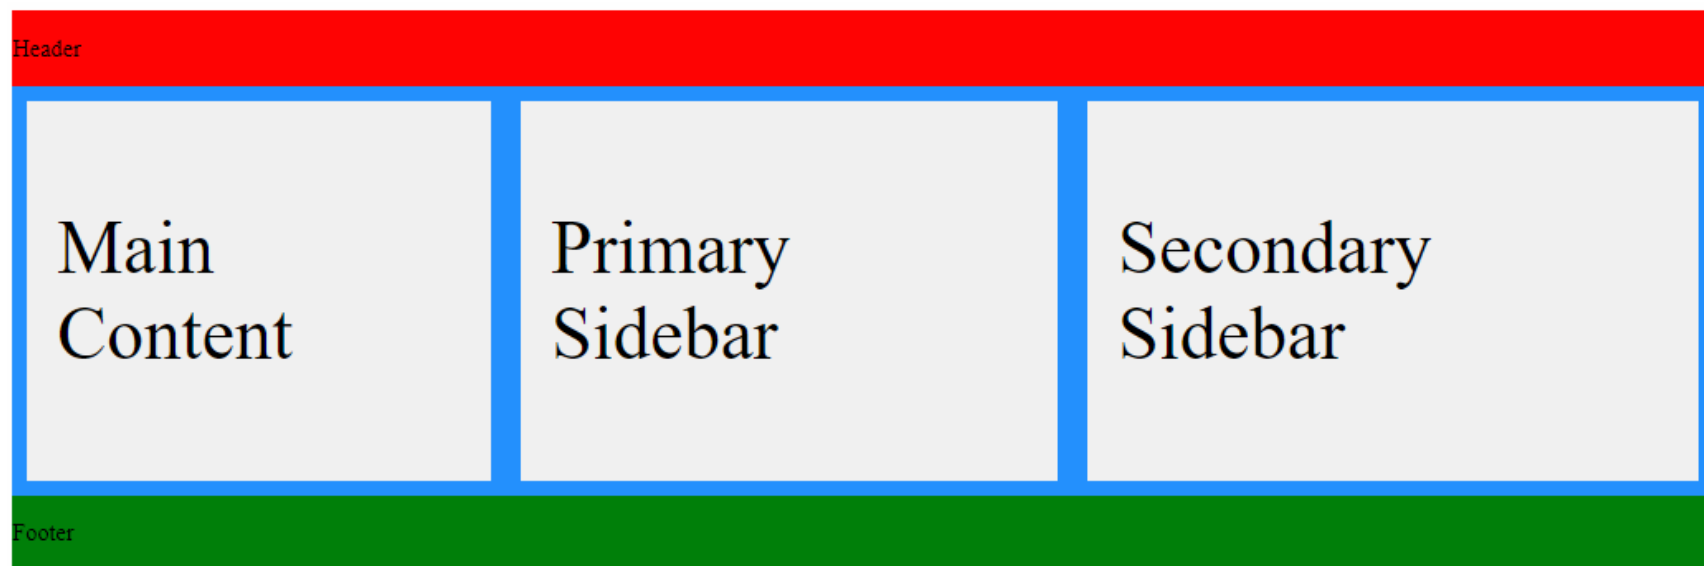 Header
Main
Content
Primary
Sidebar
Secondary
Sidebar
Footer